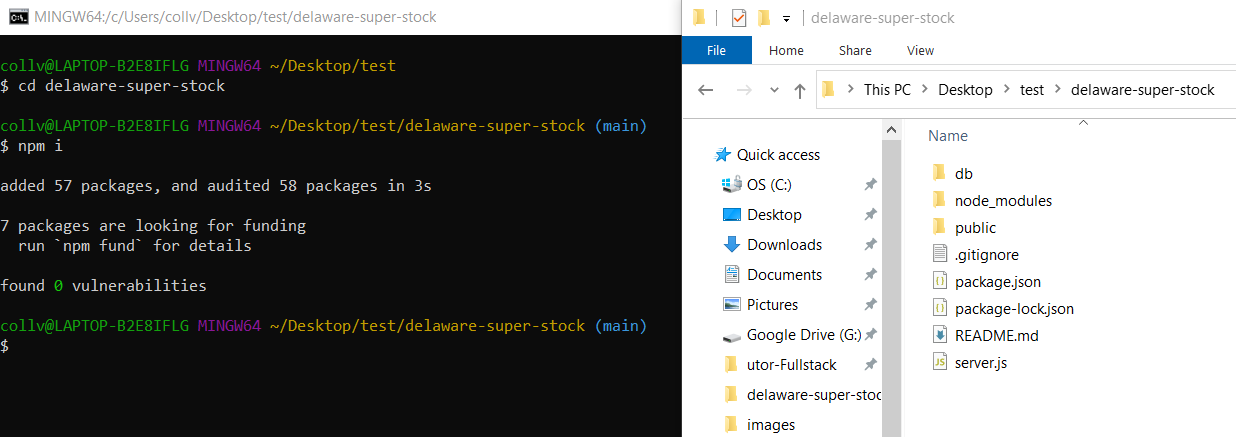 MINGW64:/c/Users/collv/Desktop/test/delaware-super-stock
collv@LAPTOP-B2E8IFLG MINGW64 ~/Desktop/test
$ cd delaware-super-stock
collv@LAPTOP-B2E8IFLG MINGW64 ~/Desktop/test/delaware-super-stock (main)
$ npm i
added 57 packages, and audited 58 packages in 3s
7 packages are looking for funding
run `npm fund` for details
found 0 vulnerabilities
collv@LAPTOP-B2E8IFLG MINGW64 ~/Desktop/test/delaware-super-stock (main)
$
delaware-super-stock
File Home Share View
This PC > Desktop > test > delaware-super-stock
Quick access
OS (C:)
Desktop
Downloads
Documents
Pictures
Google Drive (G:)
utor-Fullstack
delaware-super-stoc
images
Name
db
node_modules
public
.gitignore
package.json
package-lock.json
README.md
server.js